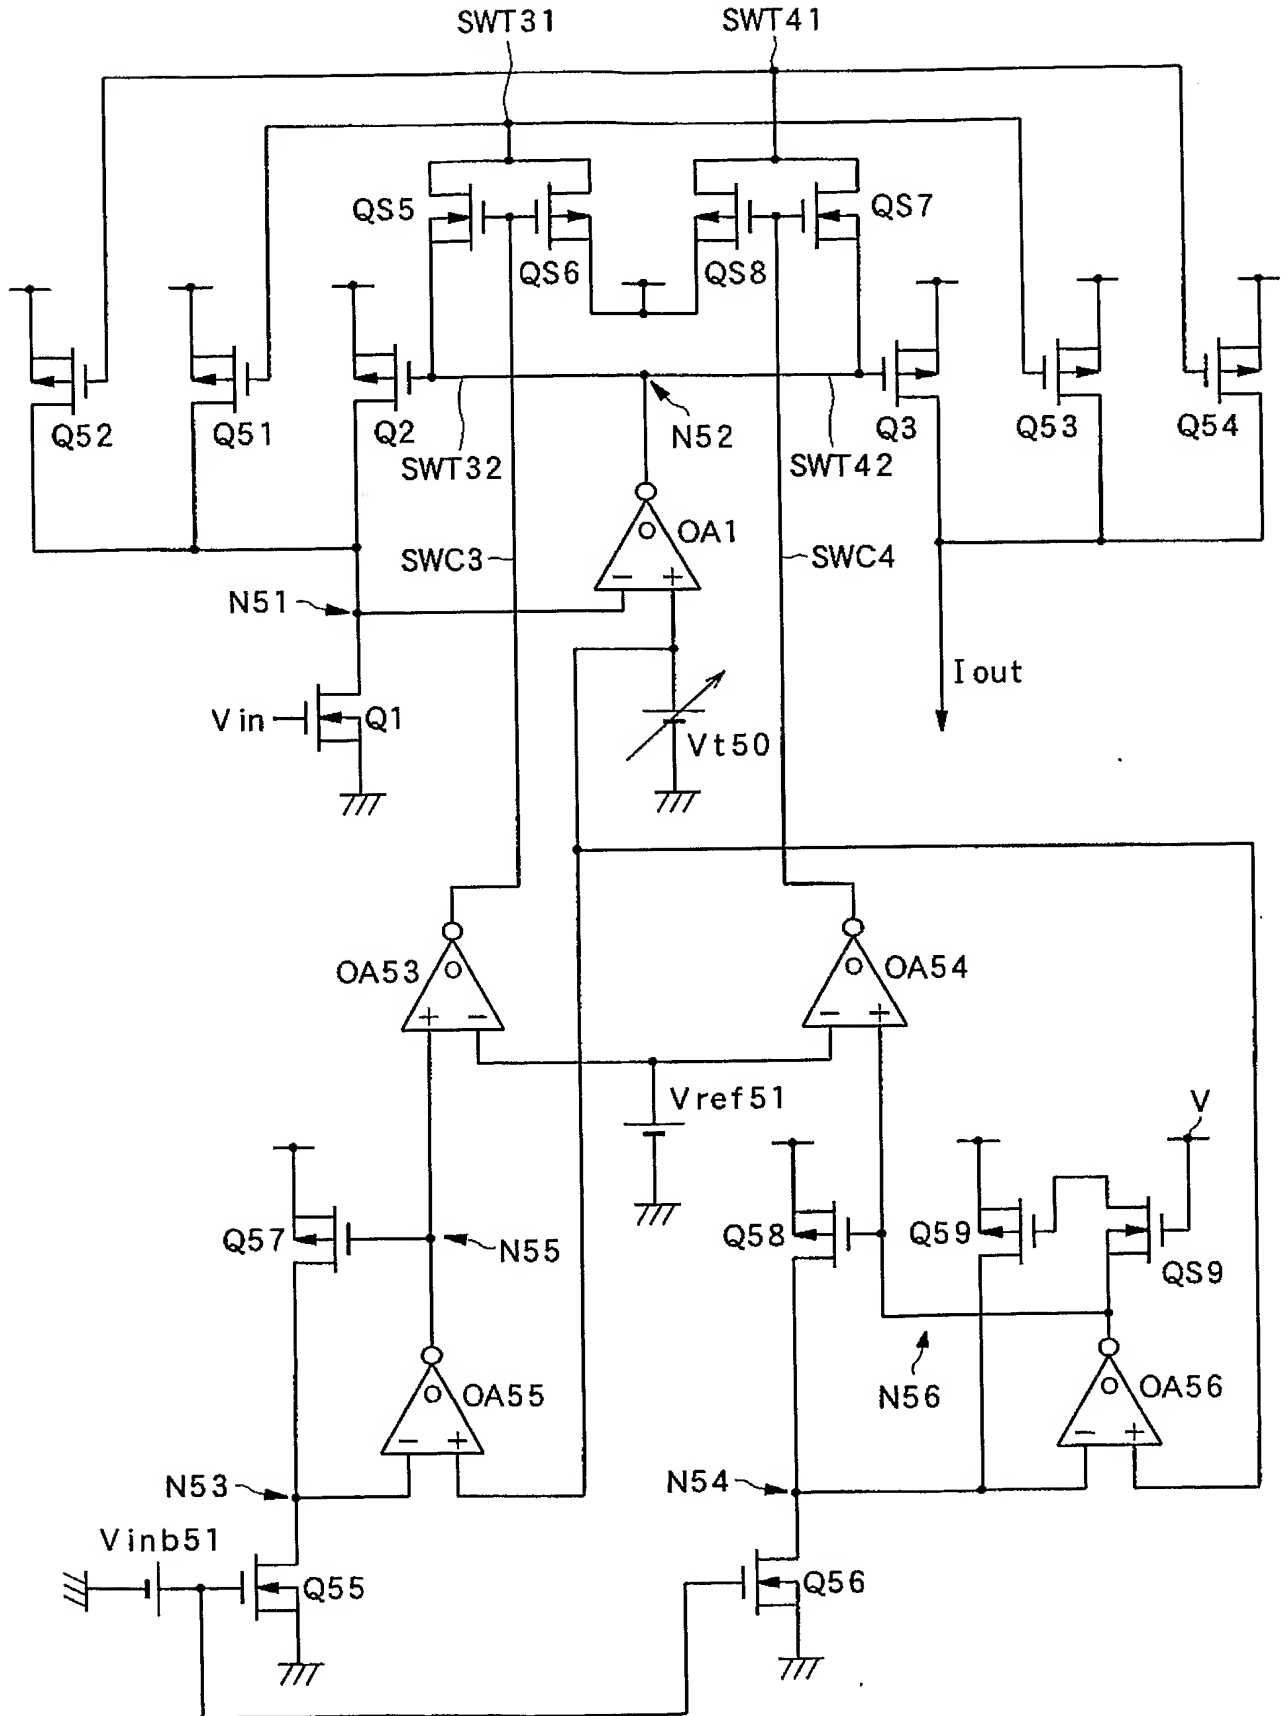 SWT31
SWT41
QS5
QS6
QS8
QS7
Q52
Q51
Q2
N52
Q3
Q53
Q54
SWT32
SWT42
O
OA1
SWC3
SWC4
- +
N51
Iout
Vin
Q1
Vt50
OA53
O
O
OA54
+ -
- +
Vref51
V
Q57
N55
Q58
Q59
QS9
N56
O
OA55
O
OA56
- +
- +
N53
N54
Vinb51
Q55
Q56